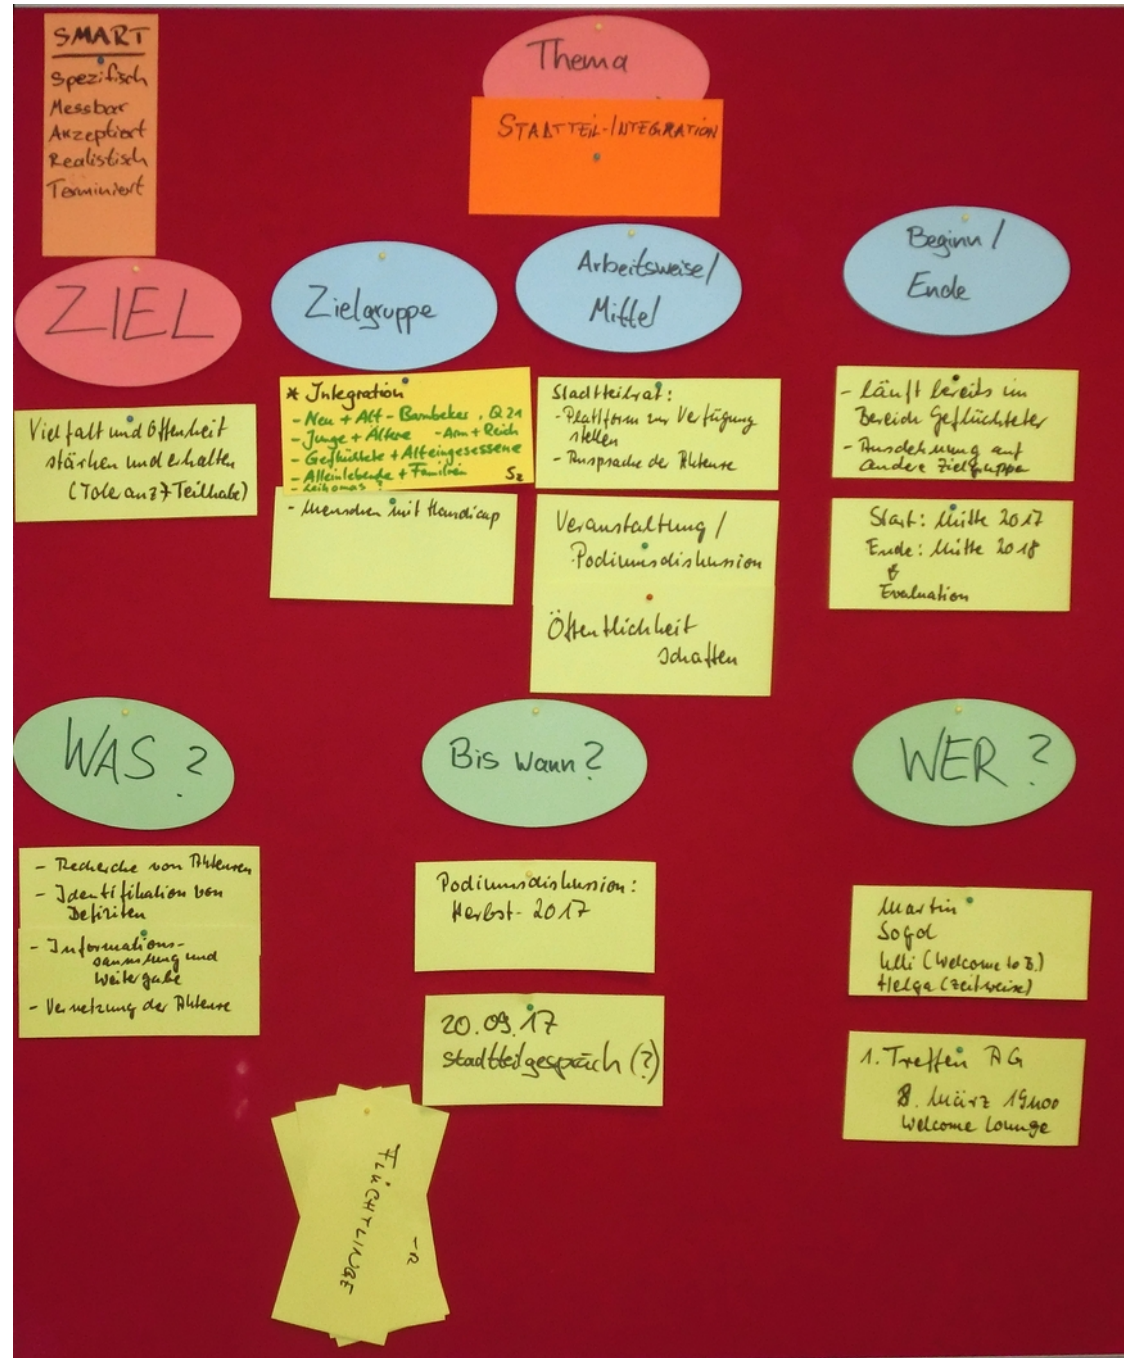 SMART
Spezifisch
Messbar
Akzeptiert
Realistisch
Terminiert
Thema
STADTTEIL-INTEGRATION
ZIEL
Vielfalt und Offenheit
stärken und erhalten
(Toleanz + Teilhabe)
Zielgruppe
* Integration
- Neu + Alt - Barmbeker, Q21
- Junge + Ältere - Arm + Reich
- Geflüchtete + Alteingesessene
- Alleinlebende + Familien
- Leihomas
- Menschen mit Handicap
Arbeitsweise/
Mittel
Stadtteilrat:
- Plattform zur Verfügung
stellen
- Ansprache der Akteure
Veranstaltung /
Podiumsdiskussion
Öffentlichkeit
schaffen
Beginn /
Ende
- läuft bereits im
Bereich Geflüchteter
- Ausdehnung auf
andere Zielgruppe
Start: Mitte 2017
Ende: Mitte 2018
Evaluation
WAS ?
- Recherche von Akteuren
- Identifikation von
Defiziten
- Informations-
sammlung und
Weitergabe
- Vernetzung der Akteure
Bis wann ?
Podiumsdiskussion:
Herbst - 2017
20.09.17
Stadtteilgespräch (?)
WER ?
Martin
Ulli (Welcome to B.)
Helga (zeitweise)
1. Treffen AG
8. März 19h00
Welcome Lounge
FLÜCHTLINGE